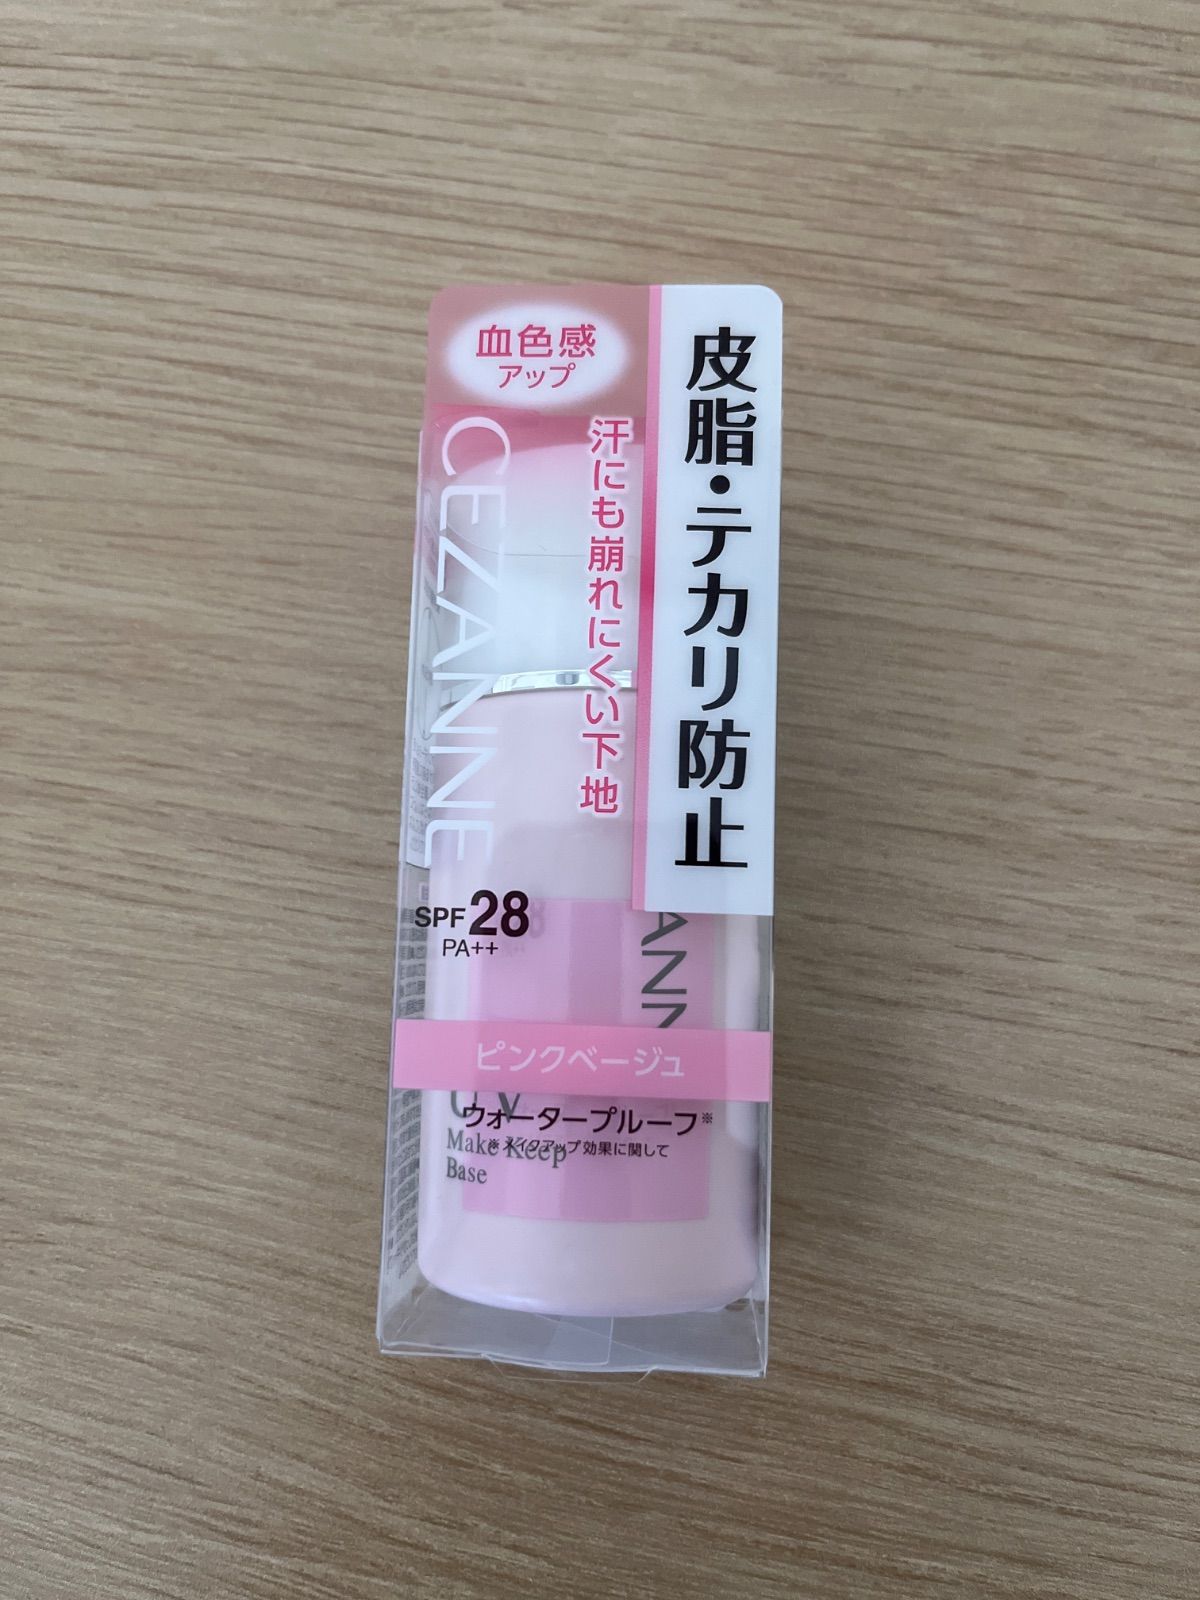 血色感
アップ
皮脂・テカリ防止
汗にも崩れにくい下地
CEZANNE
SPF28
PA++
ANN
ピンクベージュ
UV
ウォータープルーフ※
※メイクアップ効果に関して
Make Keep
Base